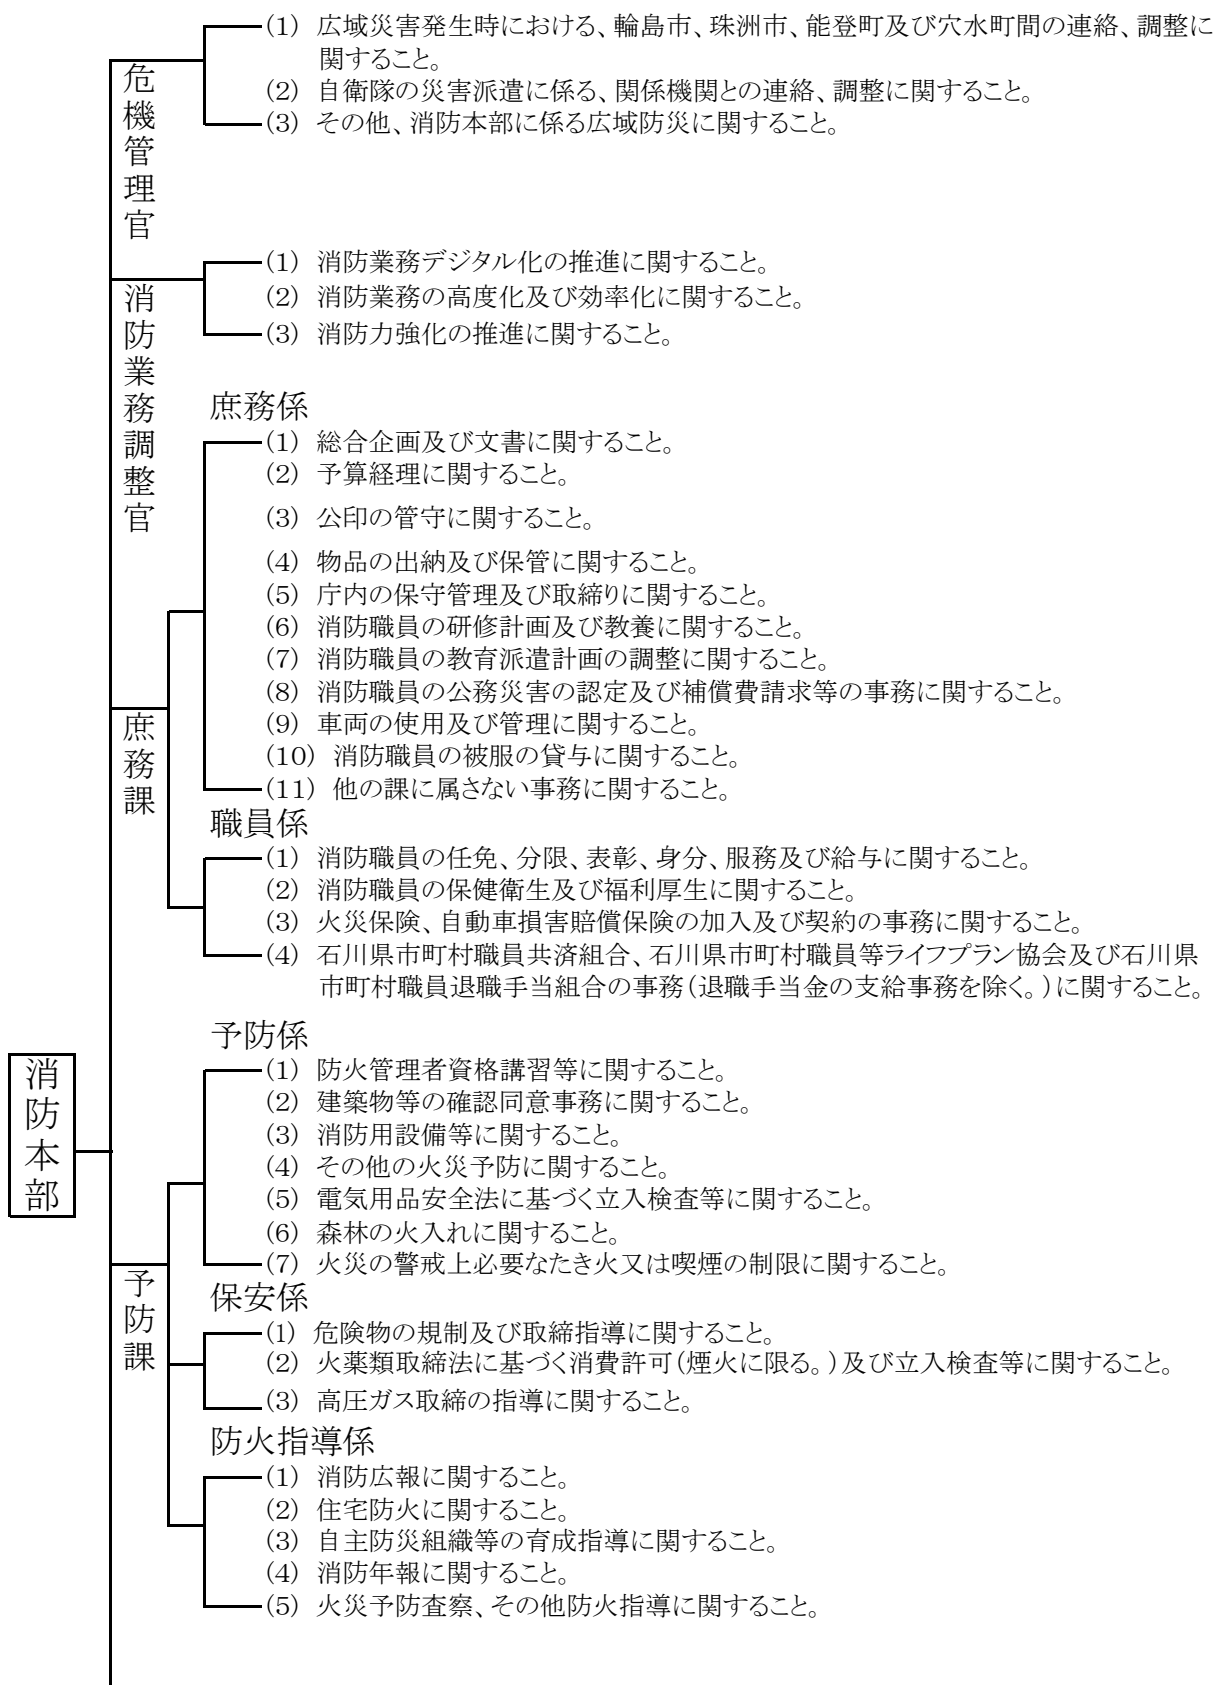 危機管理官
(1) 広域災害発生時における、輪島市、珠洲市、能登町及び穴水町間の連絡、調整に
関すること。
(2) 自衛隊の災害派遣に係る、関係機関との連絡、調整に関すること。
(3) その他、消防本部に係る広域防災に関すること。
消防業務調整官
(1) 消防業務デジタル化の推進に関すること。
(2) 消防業務の高度化及び効率化に関すること。
(3) 消防力強化の推進に関すること。
庶務課
庶務係
(1) 総合企画及び文書に関すること。
(2) 予算経理に関すること。
(3) 公印の管守に関すること。
(4) 物品の出納及び保管に関すること。
(5) 庁内の保守管理及び取締りに関すること。
(6) 消防職員の研修計画及び教養に関すること。
(7) 消防職員の教育派遣計画の調整に関すること。
(8) 消防職員の公務災害の認定及び補償費請求等の事務に関すること。
(9) 車両の使用及び管理に関すること。
(10) 消防職員の被服の貸与に関すること。
(11) 他の課に属さない事務に関すること。
職員係
(1) 消防職員の任免、分限、表彰、身分、服務及び給与に関すること。
(2) 消防職員の保健衛生及び福利厚生に関すること。
(3) 火災保険、自動車損害賠償保険の加入及び契約の事務に関すること。
(4) 石川県市町村職員共済組合、石川県市町村職員等ライフプラン協会及び石川県
市町村職員退職手当組合の事務(退職手当金の支給事務を除く。)に関すること。
消防本部
予防課
予防係
(1) 防火管理者資格講習等に関すること。
(2) 建築物等の確認同意事務に関すること。
(3) 消防用設備等に関すること。
(4) その他の火災予防に関すること。
(5) 電気用品安全法に基づく立入検査等に関すること。
(6) 森林の火入れに関すること。
(7) 火災の警戒上必要なたき火又は喫煙の制限に関すること。
保安係
(1) 危険物の規制及び取締指導に関すること。
(2) 火薬類取締法に基づく消費許可(煙火に限る。)及び立入検査等に関すること。
(3) 高圧ガス取締の指導に関すること。
防火指導係
(1) 消防広報に関すること。
(2) 住宅防火に関すること。
(3) 自主防災組織等の育成指導に関すること。
(4) 消防年報に関すること。
(5) 火災予防査察、その他防火指導に関すること。